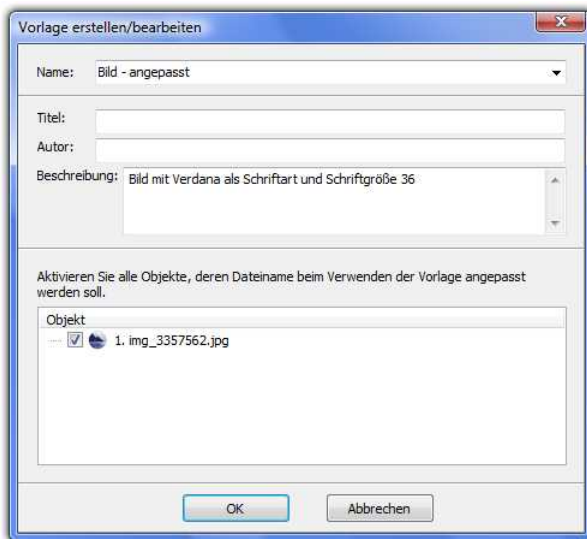 Vorlage erstellen/bearbeiten
Name: Bild - angepasst
Titel:
Autor:
Beschreibung: Bild mit Verdana als Schriftart und Schriftgröße 36
Aktivieren Sie alle Objekte, deren Dateiname beim Verwenden der Vorlage angepasst
werden soll.
Objekt
1. img_3357562.jpg
OK Abbrechen